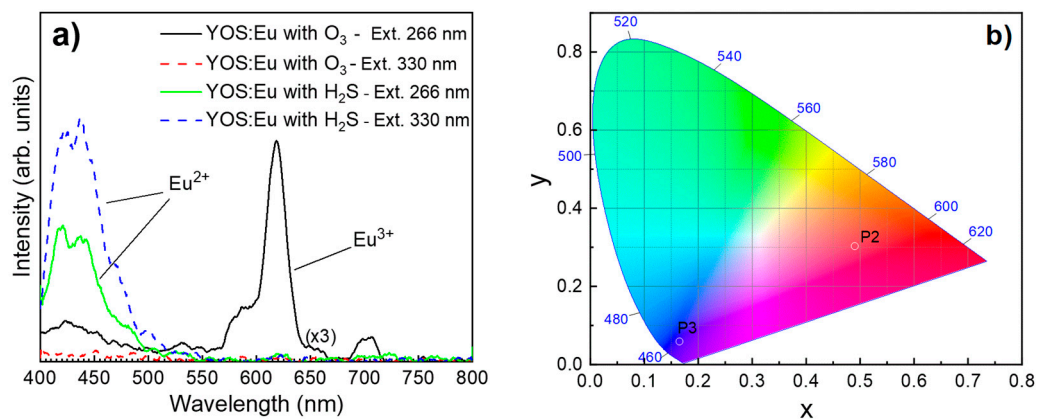 a)
YOS:Eu with O₃ - Ext. 266 nm
YOS:Eu with O₃ - Ext. 330 nm
YOS:Eu with H₂S - Ext. 266 nm
YOS:Eu with H₂S - Ext. 330 nm
Intensity (arb. units)
Eu²⁺
Eu³⁺
(x3)
400 450 500 550 600 650 700 750 800
Wavelength (nm)
b)
y
0.8
0.6
0.4
0.2
0.0
520
540
560
500
580
600
620
480
460
P2
P3
0.0 0.1 0.2 0.3 0.4 0.5 0.6 0.7 0.8
x